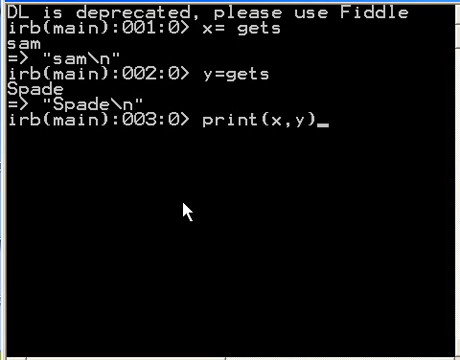 DL is deprecated, please use Fiddle
irb(main):001:0> x= gets
sam
=> "sam\n"
irb(main):002:0> y=gets
Spade
=> "Spade\n"
irb(main):003:0> print(x,y)_